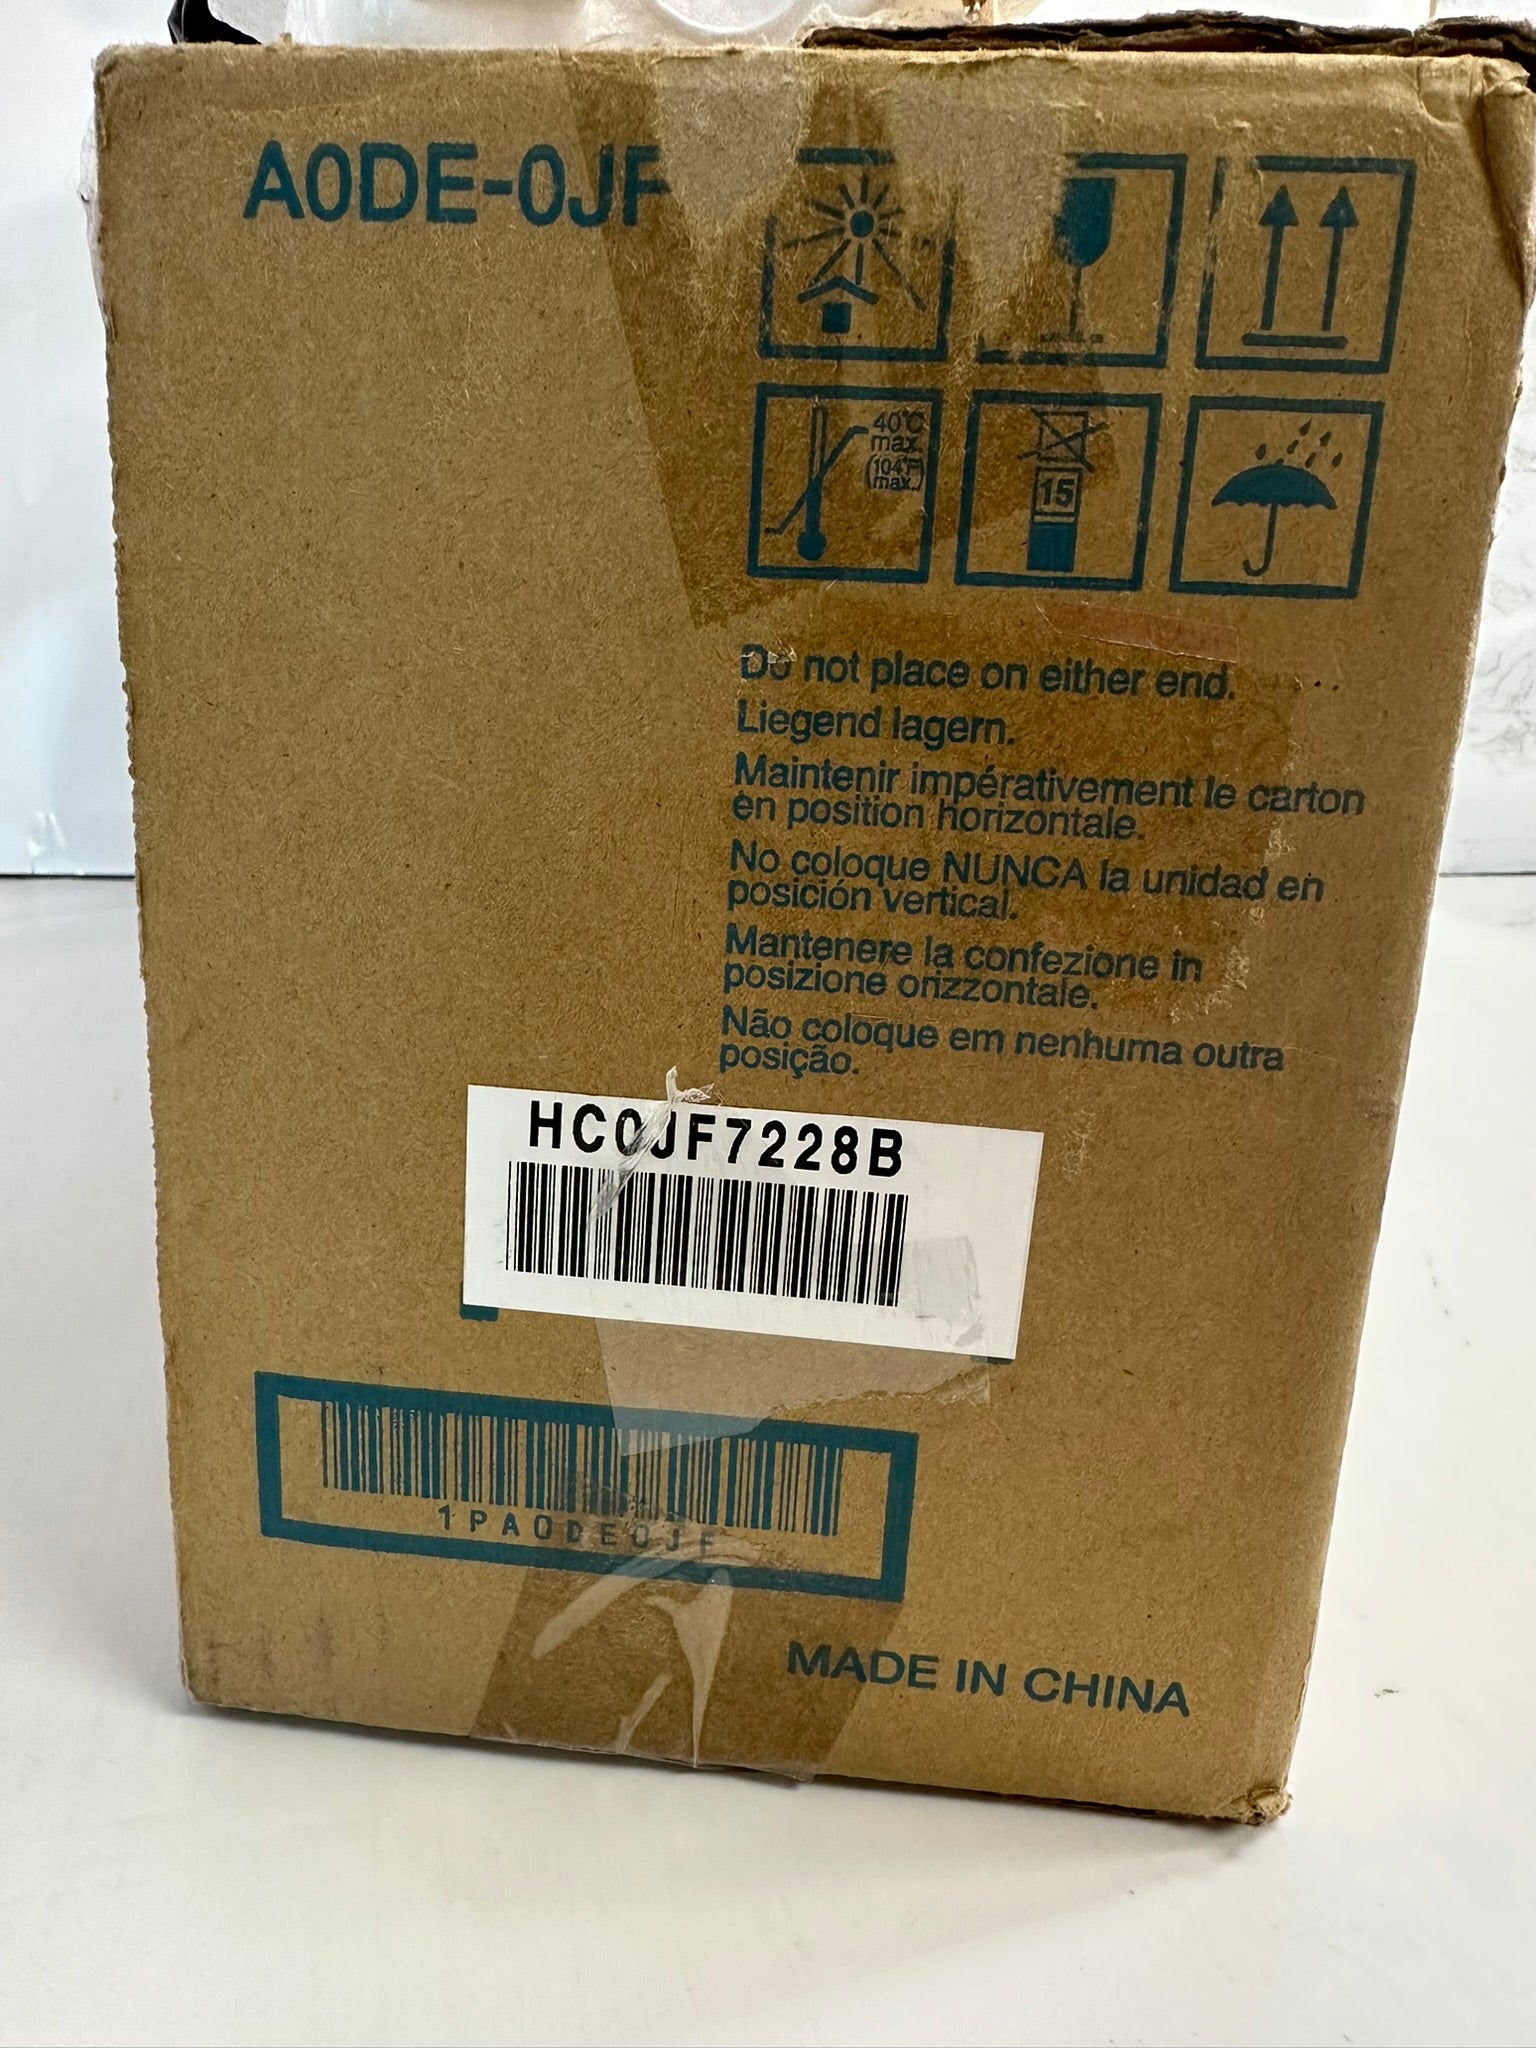 A0DE-0JF
40°C
max.
(104°F
max.)
15
Do not place on either end.
Liegend lagern.
Maintenir impérativement le carton
en position horizontale.
No coloque NUNCA la unidad en
posición vertical.
Mantenere la confezione in
posizione orizzontale.
Não coloque em nenhuma outra
posição.
HC0JF7228B
1PA0DE0JF
MADE IN CHINA